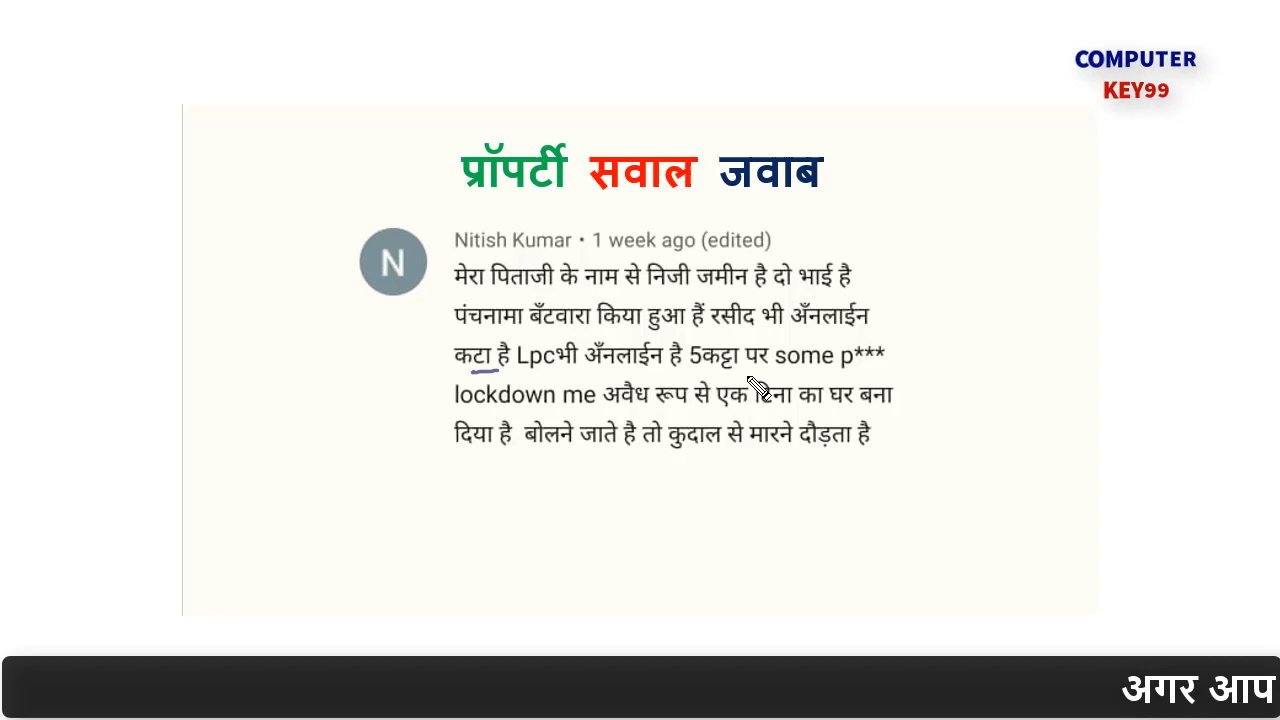 COMPUTER
KEY99
प्रॉपर्टी सवाल जवाब
N
Nitish Kumar • 1 week ago (edited)
मेरा पिताजी के नाम से निजी जमीन है दो भाई है
पंचनामा बँटवारा किया हुआ हैं रसीद भी अँनलाईन
कटा है Lpcभी अँनलाईन है 5कट्टा पर some p***
lockdown me अवैध रूप से एक का घर बना
दिया है बोलने जाते है तो कुदाल से मारने दौड़ता है
अगर आप